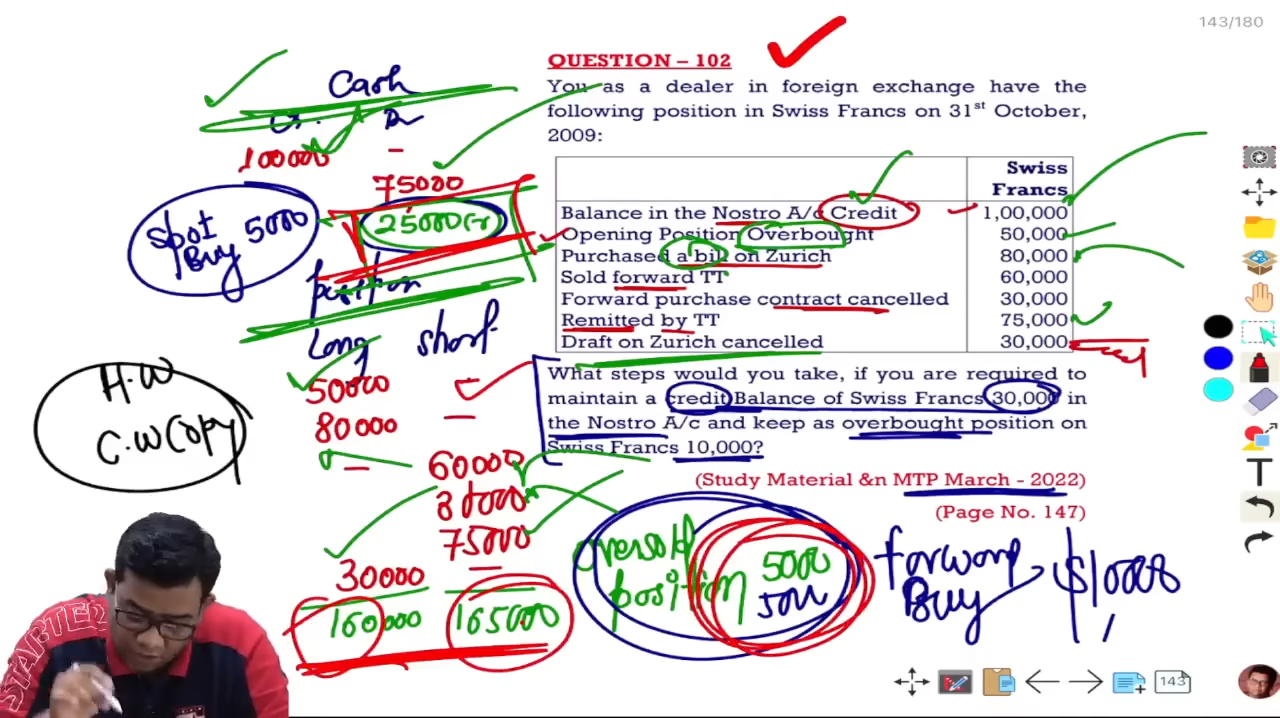 143/180
QUESTION – 102
You as a dealer in foreign exchange have the
following position in Swiss Francs on 31st October,
2009:
Swiss
Francs
Balance in the Nostro A/c Credit 1,00,000
Opening Position Overbought 50,000
Purchased a bill on Zurich 80,000
Sold forward TT 60,000
Forward purchase contract cancelled 30,000
Remitted by TT 75,000
Draft on Zurich cancelled 30,000
What steps would you take, if you are required to
maintain a credit Balance of Swiss Francs 30,000 in
the Nostro A/c and keep as overbought position on
Swiss Francs 10,000?
(Study Material &n MTP March - 2022)
(Page No. 147)
Cash
Cr. Dr
100000 –
75000
25000 (Cr)
Spot
Buy 5000
position
Long short
50000 –
80000 –
– 60000
30000
75000
30000 –
160000 165000
H.W
C.W Copy
oversold
position 5000
Forward
Buy
STARTED
143